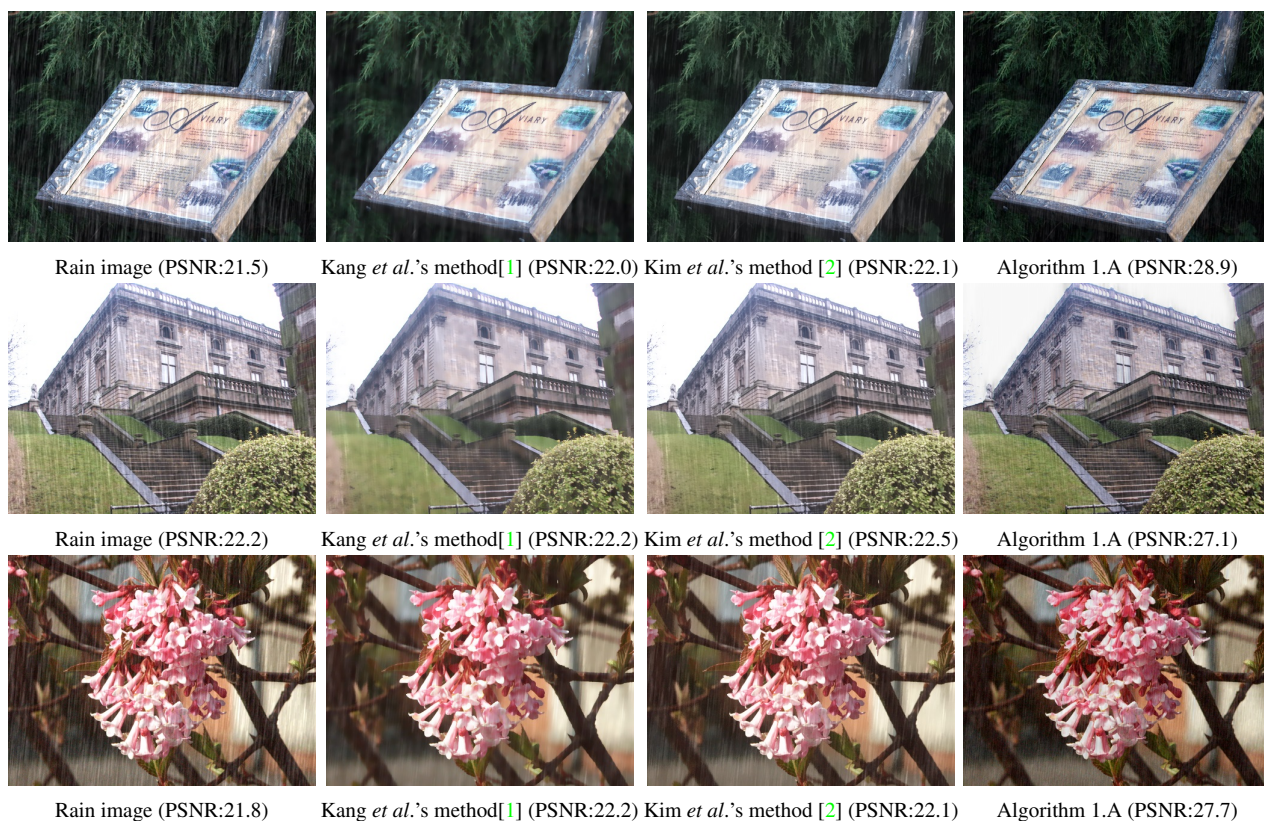 AVIARY
AVIARY
AVIARY
AVIARY
Rain image (PSNR:21.5) Kang et al.'s method[1] (PSNR:22.0) Kim et al.'s method [2] (PSNR:22.1) Algorithm 1.A (PSNR:28.9)
Rain image (PSNR:22.2) Kang et al.'s method[1] (PSNR:22.2) Kim et al.'s method [2] (PSNR:22.5) Algorithm 1.A (PSNR:27.1)
Rain image (PSNR:21.8) Kang et al.'s method[1] (PSNR:22.2) Kim et al.'s method [2] (PSNR:22.1) Algorithm 1.A (PSNR:27.7)